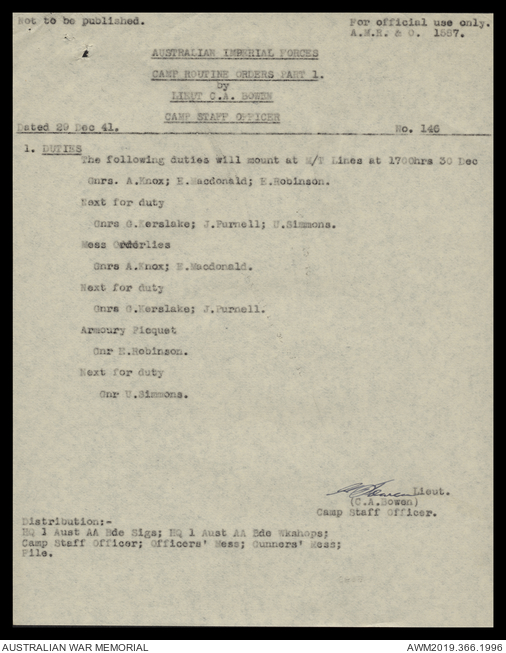 Not to be published.
For official use only.
A.M.R. & O. 1887.
AUSTRALIAN IMPERIAL FORCES
CAMP ROUTINE ORDERS PART 1.
by
LIEUT C.A. BOWEN
CAMP STAFF OFFICER
Dated 29 Dec 41.
No. 146
1. DUTIES
The following duties will mount at M/T Lines at 1700hrs 30 Dec
Gnrs. A.Knox; E.Macdonald; E.Robinson.
Next for duty
Gnrs G.Kerslake; J.Purnell; U.Simmons.
Mess Orderlies
Gnrs A.Knox; E.Macdonald.
Next for duty
Gnrs G.Kerslake; J.Purnell.
Armoury Picquet
Gnr E.Robinson.
Next for duty
Gnr U.Simmons.
Lieut.
(C.A.Bowen)
Camp Staff Officer.
Distribution:-
HQ 1 Aust AA Bde Sigs; HQ 1 Aust AA Bde Wkshops;
Camp Staff Officer; Officers' Mess; Gunners' Mess;
File.
AUSTRALIAN WAR MEMORIAL
AWM2019.366.1996